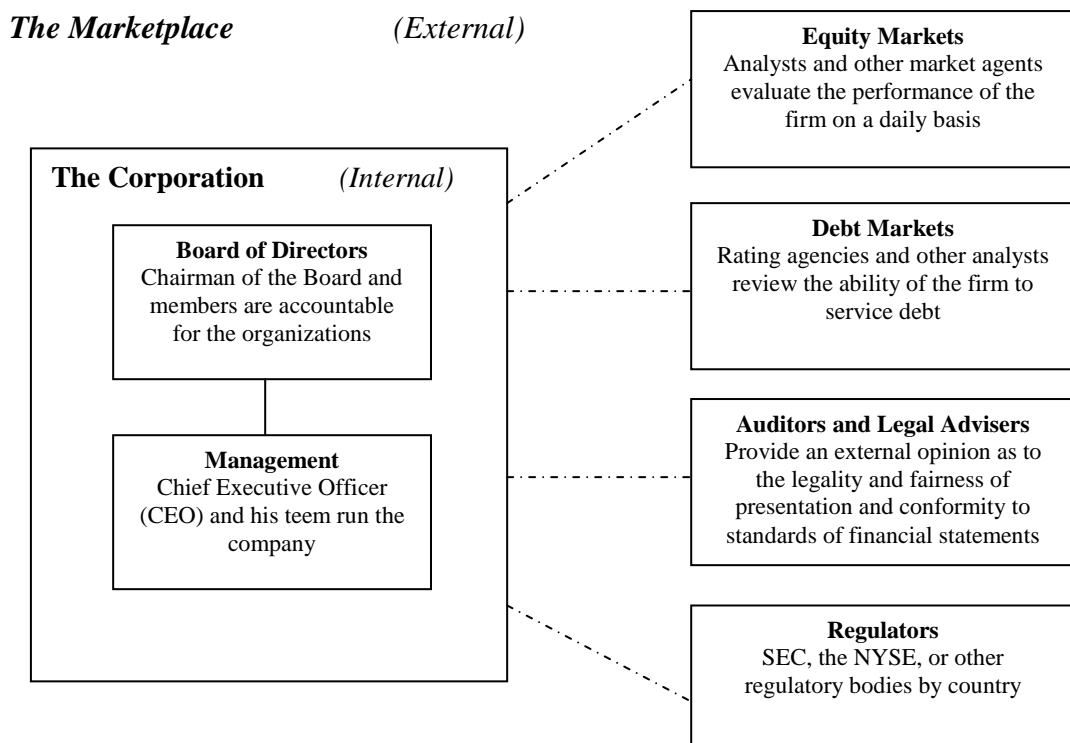 The Marketplace (External)
The Corporation (Internal)
Board of Directors
Chairman of the Board and
members are accountable
for the organizations
Management
Chief Executive Officer
(CEO) and his teem run the
company
Equity Markets
Analysts and other market agents
evaluate the performance of the
firm on a daily basis
Debt Markets
Rating agencies and other analysts
review the ability of the firm to
service debt
Auditors and Legal Advisers
Provide an external opinion as to
the legality and fairness of
presentation and conformity to
standards of financial statements
Regulators
SEC, the NYSE, or other
regulatory bodies by country